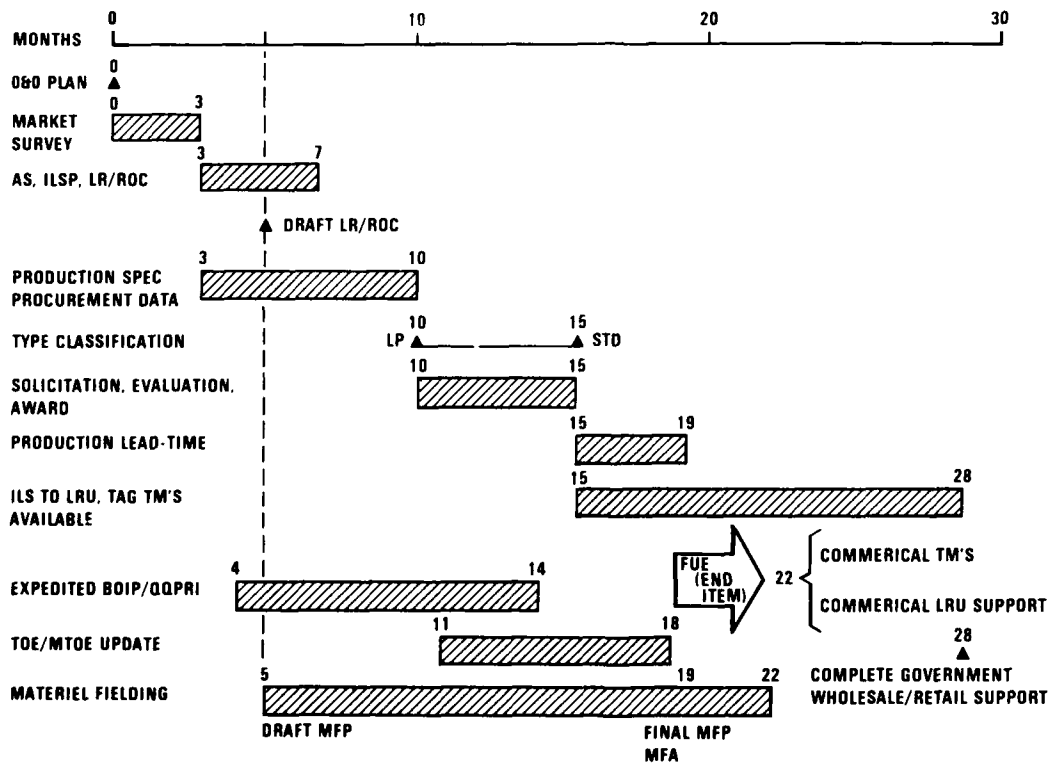 0 10 20 30
MONTHS
0
O&O PLAN
0 3
MARKET
SURVEY
3 7
AS, ILSP, LR/ROC
DRAFT LR/ROC
3 10
PRODUCTION SPEC
PROCUREMENT DATA
10 15
TYPE CLASSIFICATION LP STD
10 15
SOLICITATION, EVALUATION,
AWARD
15 19
PRODUCTION LEAD-TIME
15 28
ILS TO LRU, TAG TM'S
AVAILABLE
FUE
(END
ITEM)
22
COMMERICAL TM'S
COMMERICAL LRU SUPPORT
4 14
EXPEDITED BOIP/QQPRI
11 18
TOE/MTOE UPDATE
28
COMPLETE GOVERNMENT
WHOLESALE/RETAIL SUPPORT
5 19 22
MATERIEL FIELDING
DRAFT MFP
FINAL MFP
MFA